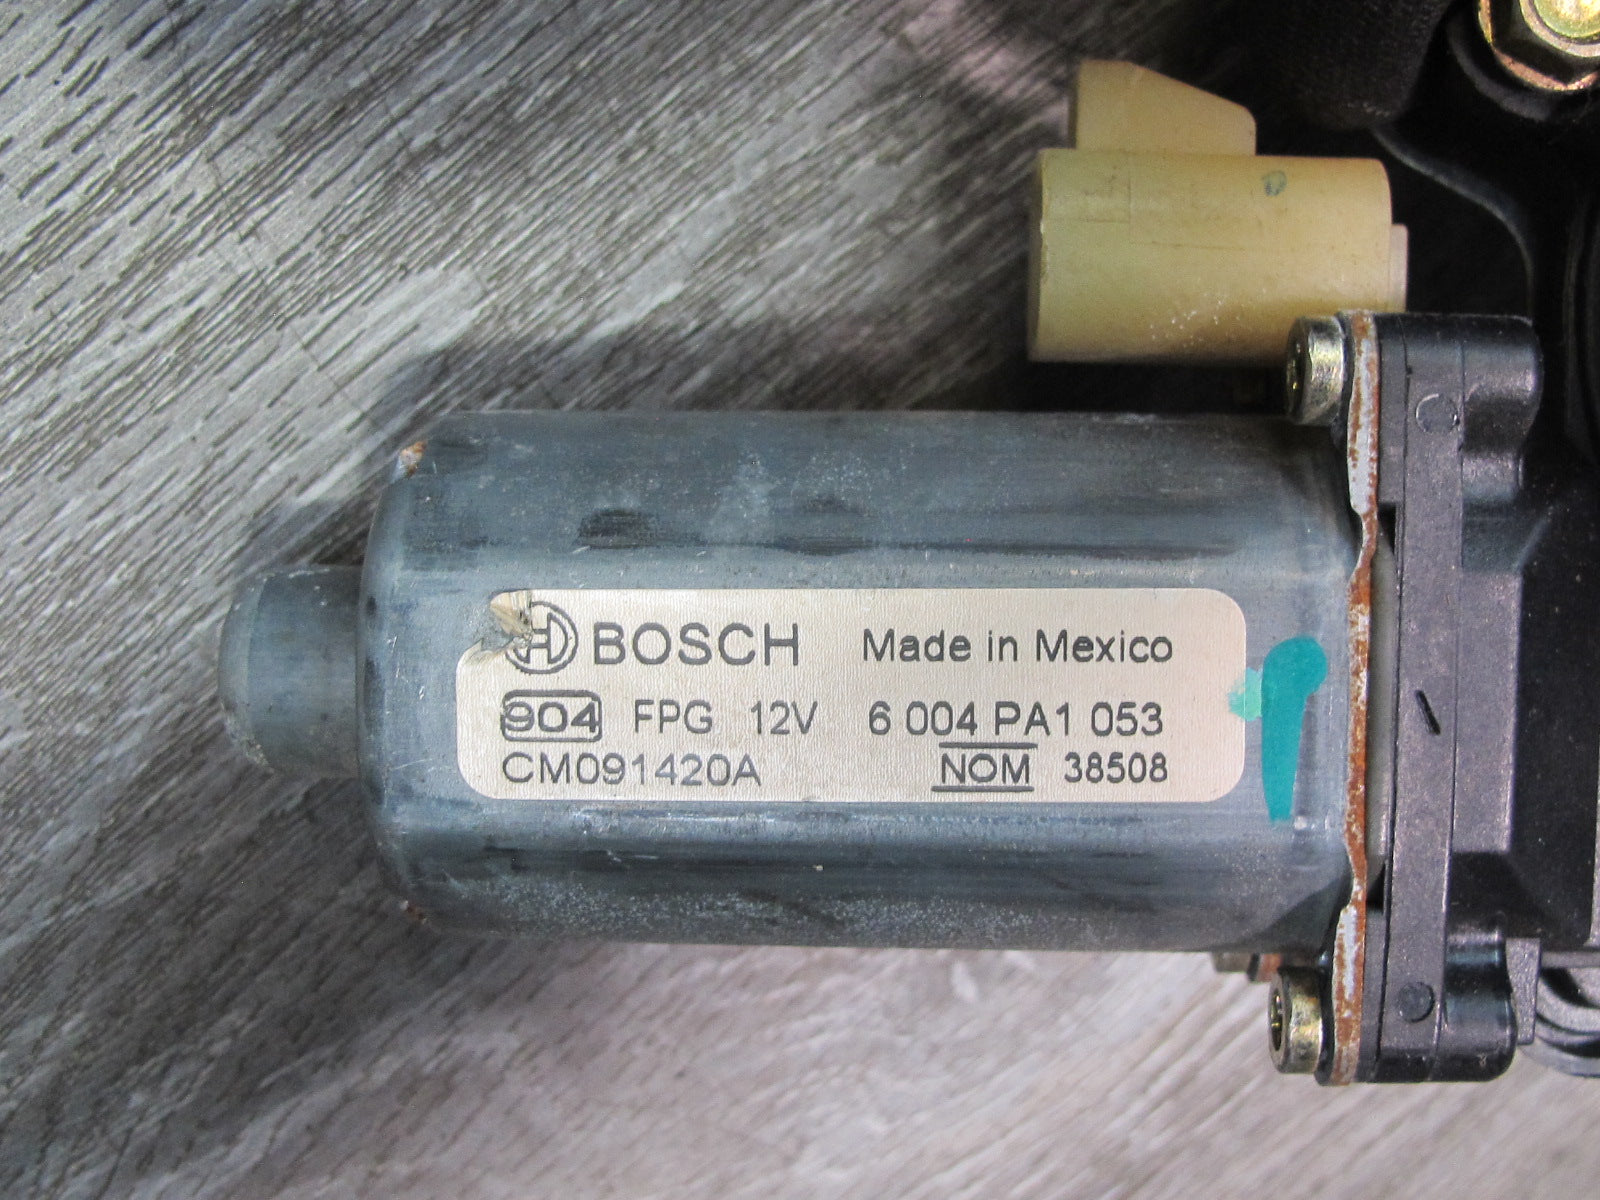 BOSCH Made in Mexico
904 FPG 12V 6 004 PA1 053
CM091420A NOM 38508